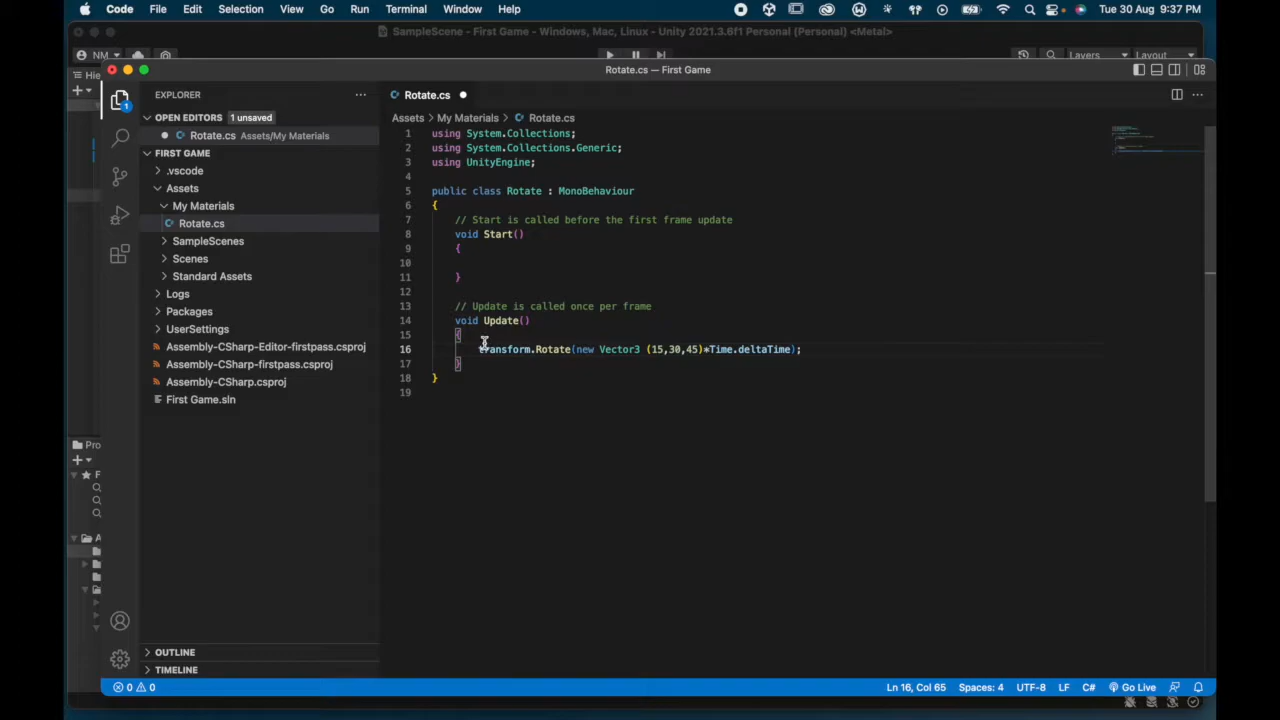 Code File Edit Selection View Go Run Terminal Window Help Tue 30 Aug 9:37 PM
SampleScene - First Game - Windows, Mac, Linux - Unity 2021.3.6f1 Personal (Personal) <Metal>
NM Layers Layout
Hie
Rotate.cs — First Game
EXPLORER
Rotate.cs
1
OPEN EDITORS 1 unsaved
Rotate.cs Assets/My Materials
FIRST GAME
.vscode
Assets
My Materials
Rotate.cs
SampleScenes
Scenes
Standard Assets
Logs
Packages
UserSettings
Assembly-CSharp-Editor-firstpass.csproj
Assembly-CSharp-firstpass.csproj
Assembly-CSharp.csproj
First Game.sln
OUTLINE
TIMELINE
Pro
F
A
Assets > My Materials > Rotate.cs
1 using System.Collections;
2 using System.Collections.Generic;
3 using UnityEngine;
4
5 public class Rotate : MonoBehaviour
6 {
7 // Start is called before the first frame update
8 void Start()
9 {
10
11 }
12
13 // Update is called once per frame
14 void Update()
15 {
16 transform.Rotate(new Vector3 (15,30,45)*Time.deltaTime);
17 }
18 }
19
0 0 Ln 16, Col 65 Spaces: 4 UTF-8 LF C# Go Live